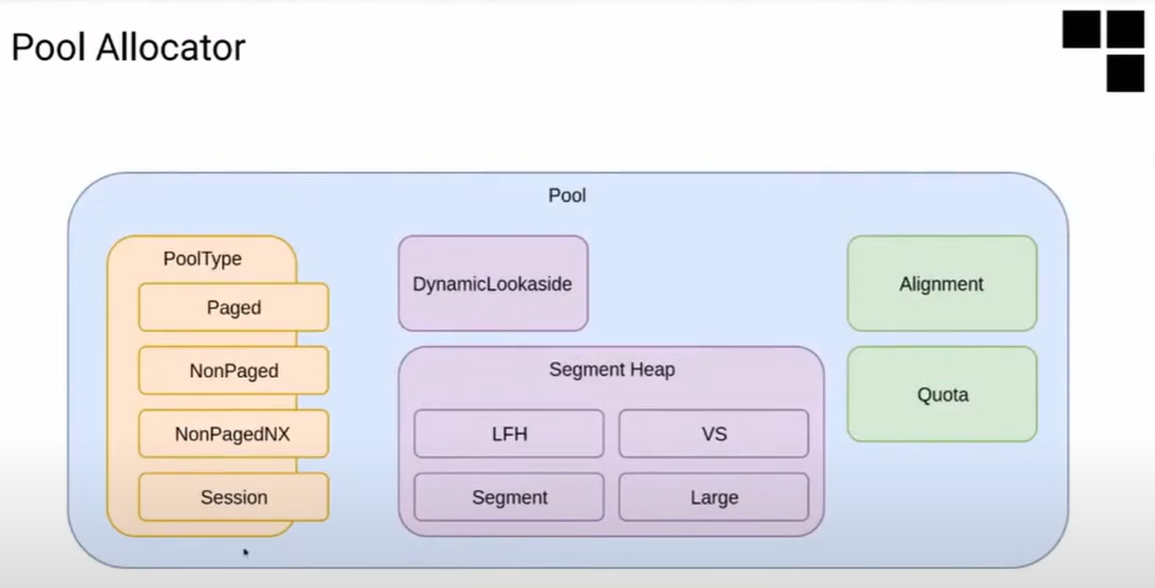 Pool Allocator
Pool
PoolType
Paged
NonPaged
NonPagedNX
Session
DynamicLookaside
Segment Heap
LFH
VS
Segment
Large
Alignment
Quota